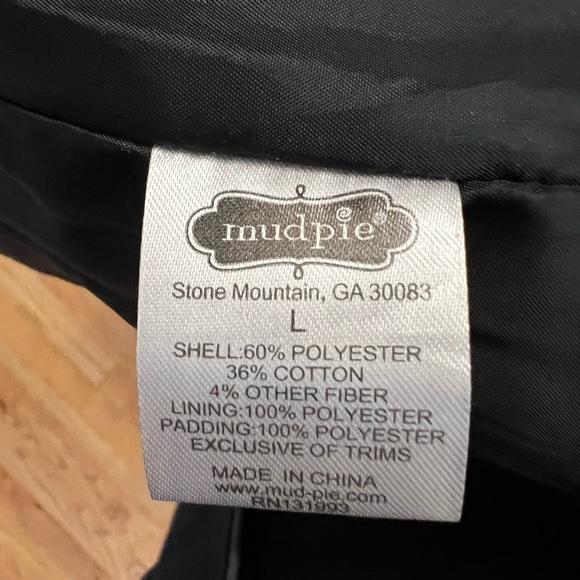 mudpie®
Stone Mountain, GA 30083
L
SHELL:60% POLYESTER
36% COTTON
4% OTHER FIBER
LINING:100% POLYESTER
PADDING:100% POLYESTER
EXCLUSIVE OF TRIMS
MADE IN CHINA
www.mud-pie.com
RN131993